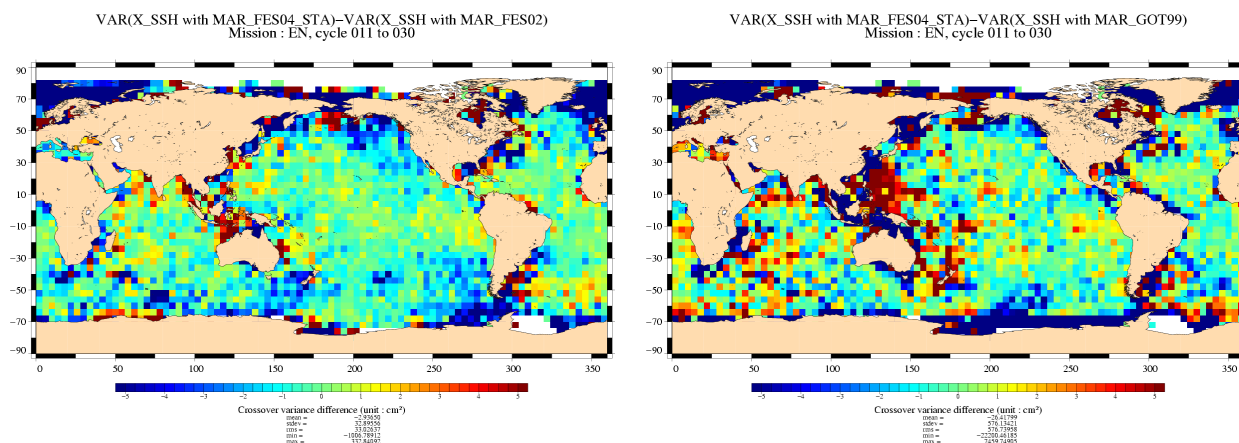 VAR(X_SSH with MAR_FES04_STA)−VAR(X_SSH with MAR_FES02)
Mission : EN, cycle 011 to 030
90
70
50
30
10
−10
−30
−50
−70
−90
0 50 100 150 200 250 300 350
−5 −4 −3 −2 −1 0 1 2 3 4 5
Crossover variance difference (unit : cm²)
mean = −2.93650
stdev = 32.89556
rms = 33.02637
min = −1006.78912
max = 332.84092
VAR(X_SSH with MAR_FES04_STA)−VAR(X_SSH with MAR_GOT99)
Mission : EN, cycle 011 to 030
90
70
50
30
10
−10
−30
−50
−70
−90
0 50 100 150 200 250 300 350
−5 −4 −3 −2 −1 0 1 2 3 4 5
Crossover variance difference (unit : cm²)
mean = −26.41799
stdev = 576.13421
rms = 576.73958
min = −22200.46185
max = 7459.74905